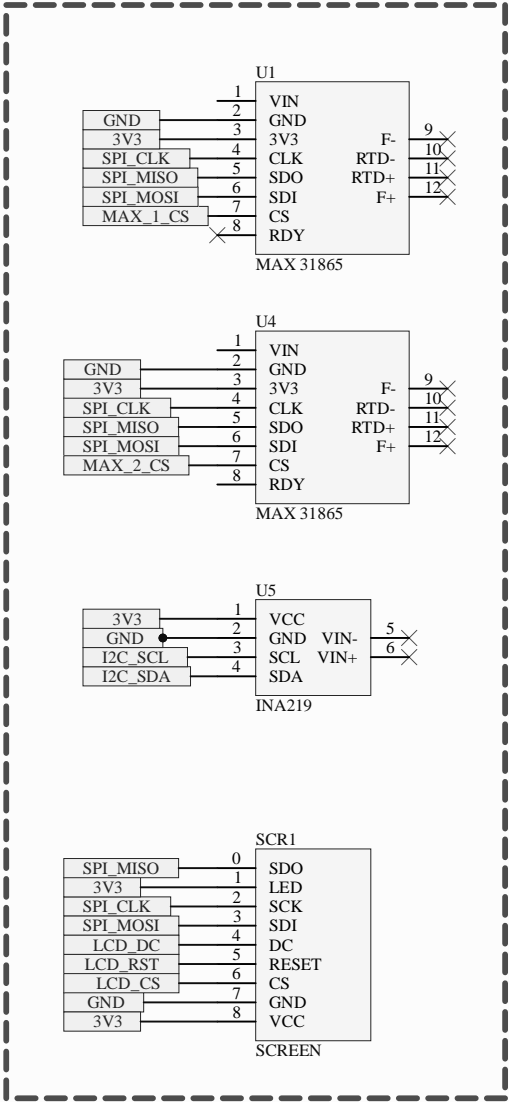 U1
1 VIN
GND 2 GND
3V3 3 3V3 F- 9
SPI_CLK 4 CLK RTD- 10
SPI_MISO 5 SDO RTD+ 11
SPI_MOSI 6 SDI F+ 12
MAX_1_CS 7 CS
8 RDY
MAX 31865
U4
1 VIN
GND 2 GND
3V3 3 3V3 F- 9
SPI_CLK 4 CLK RTD- 10
SPI_MISO 5 SDO RTD+ 11
SPI_MOSI 6 SDI F+ 12
MAX_2_CS 7 CS
8 RDY
MAX 31865
U5
3V3 1 VCC
GND 2 GND VIN- 5
I2C_SCL 3 SCL VIN+ 6
I2C_SDA 4 SDA
INA219
SCR1
SPI_MISO 0 SDO
3V3 1 LED
SPI_CLK 2 SCK
SPI_MOSI 3 SDI
LCD_DC 4 DC
LCD_RST 5 RESET
LCD_CS 6 CS
GND 7 GND
3V3 8 VCC
SCREEN